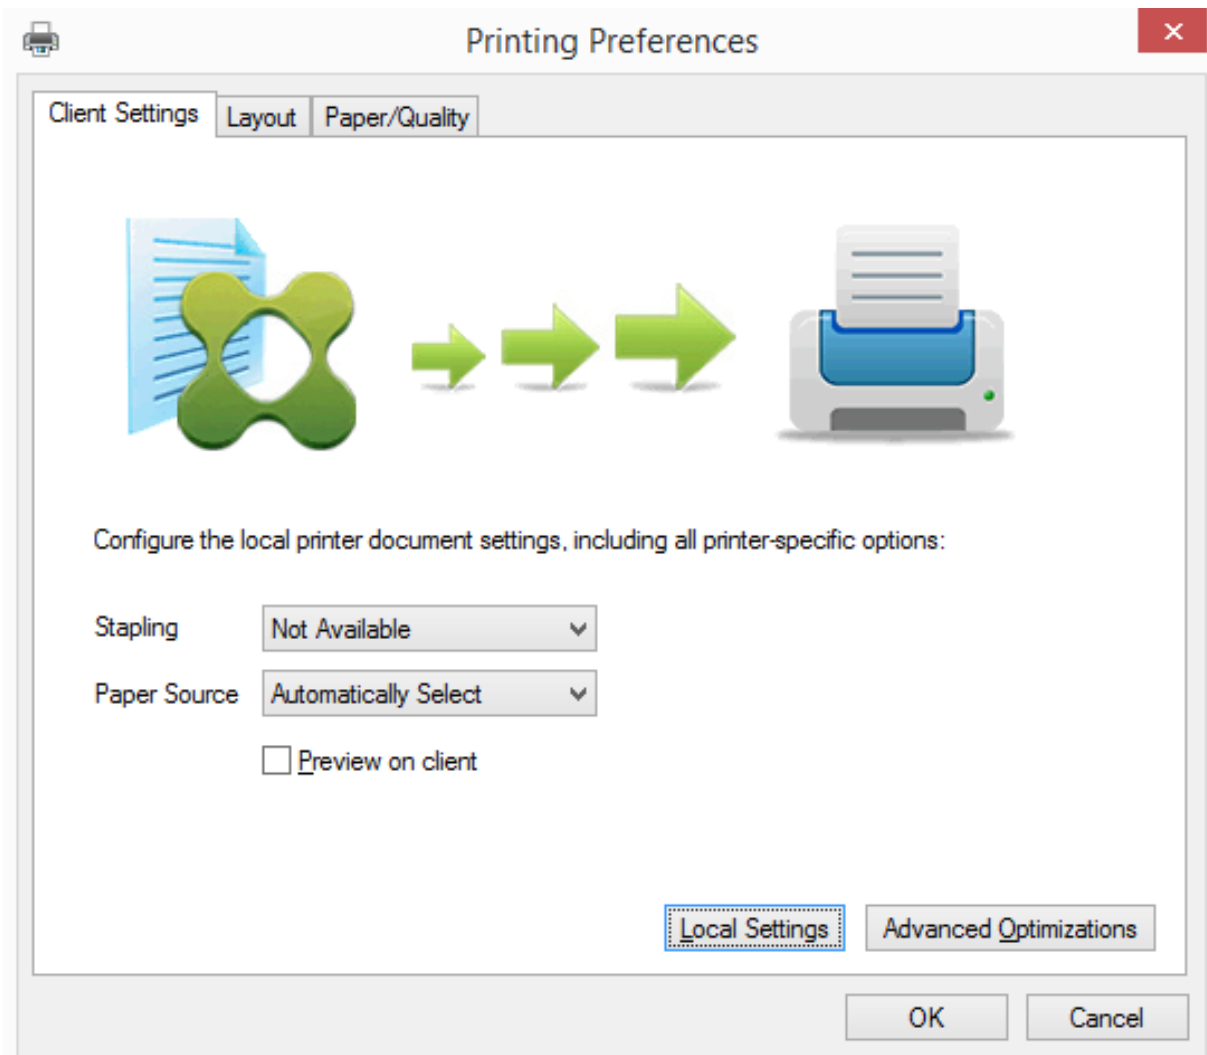 Printing Preferences
Client Settings
Layout
Paper/Quality
Configure the local printer document settings, including all printer-specific options:
Stapling
Not Available
Paper Source
Automatically Select
Preview on client
Local Settings
Advanced Optimizations
OK
Cancel